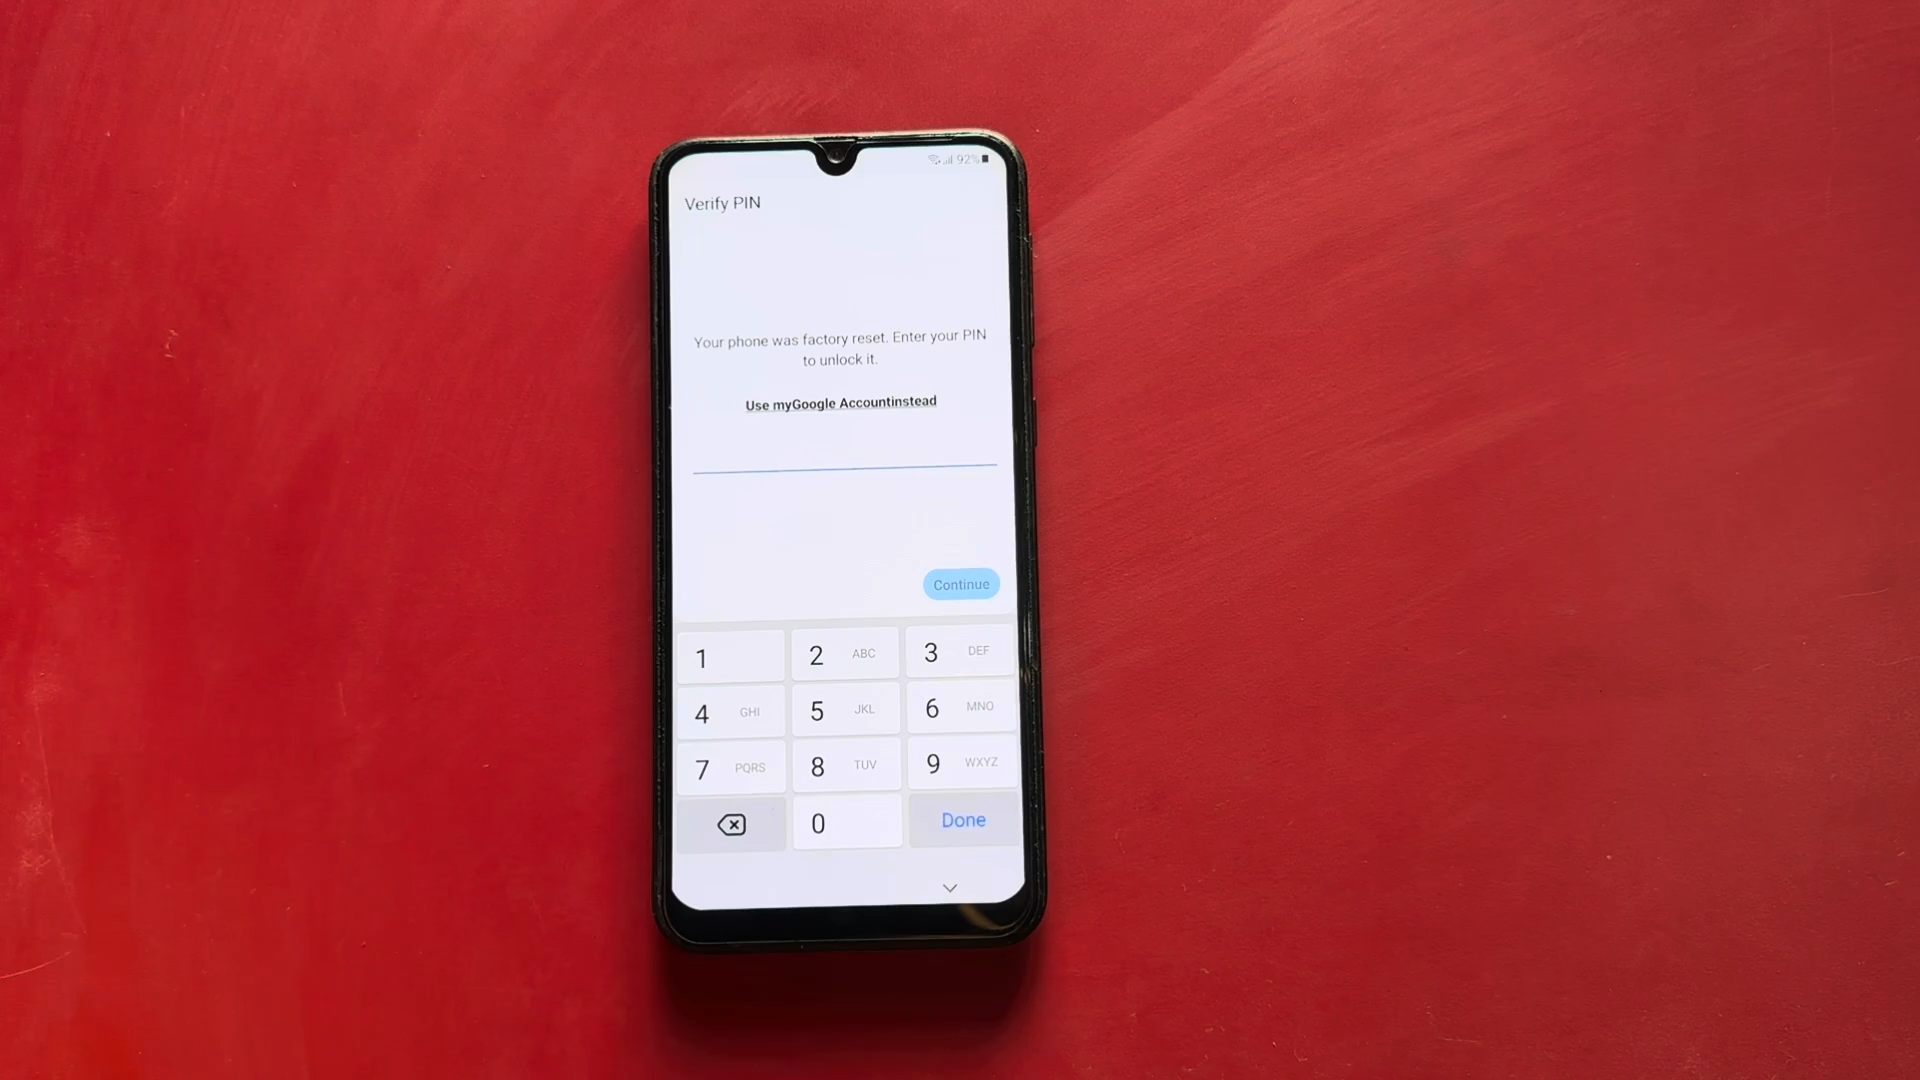 92%
Verify PIN
Your phone was factory reset. Enter your PIN
to unlock it.
Use myGoogle Accountinstead
Continue
1 2 ABC 3 DEF
4 GHI 5 JKL 6 MNO
7 PQRS 8 TUV 9 WXYZ
0 Done